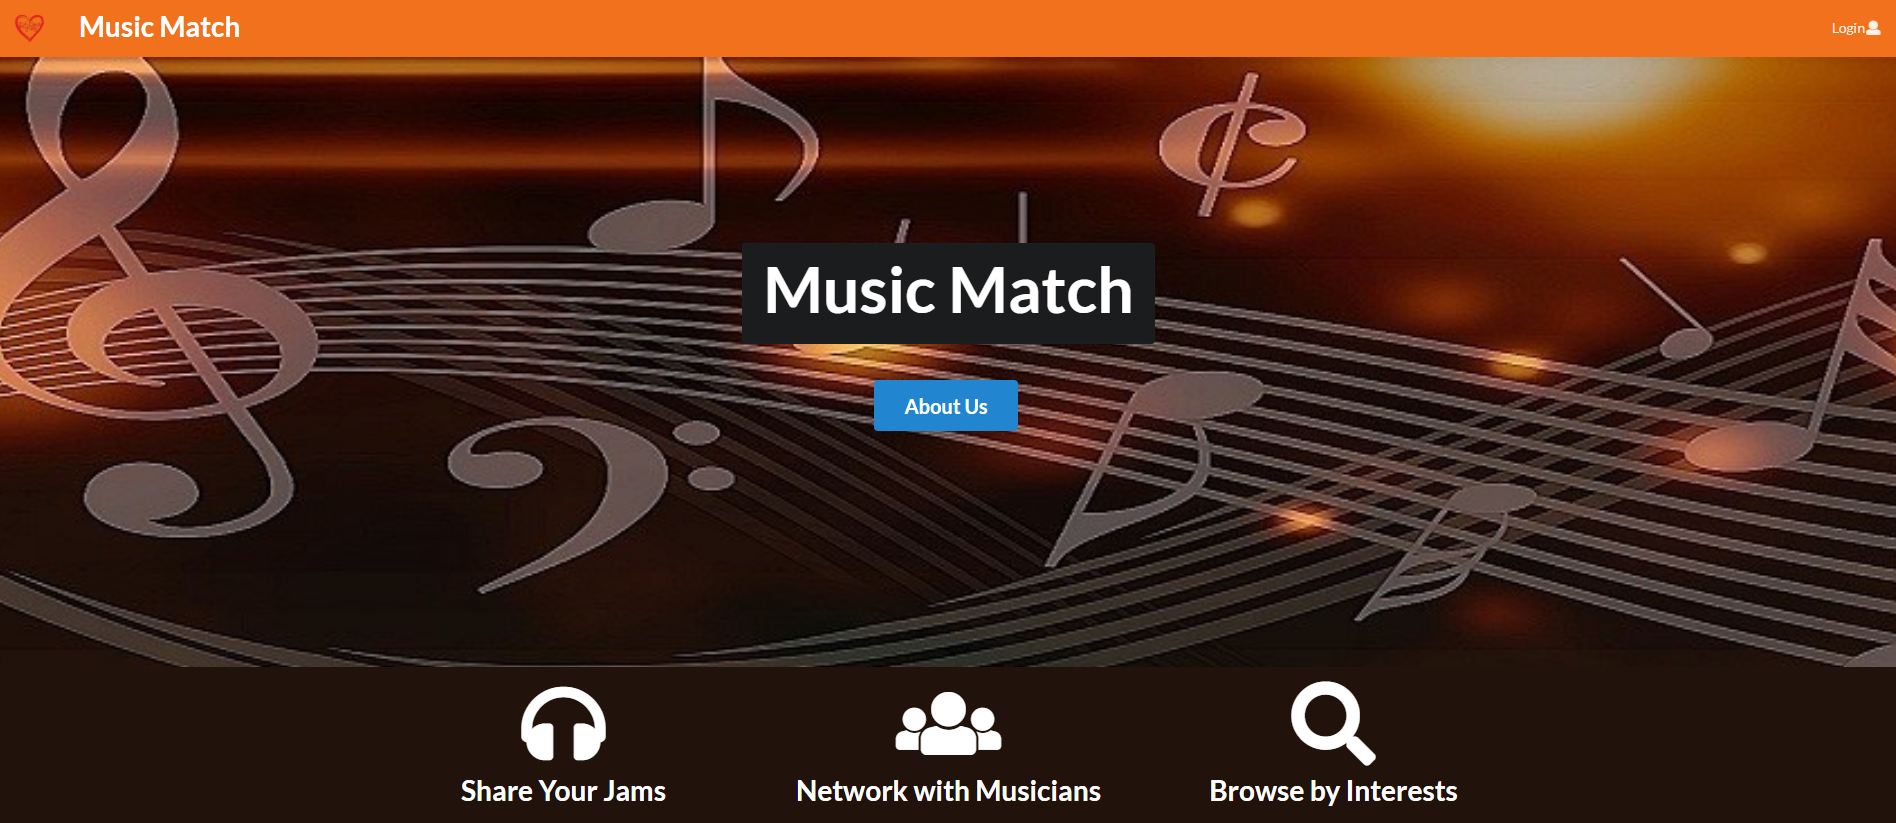 Music Match
Login
Music Match
About Us
Share Your Jams
Network with Musicians
Browse by Interests